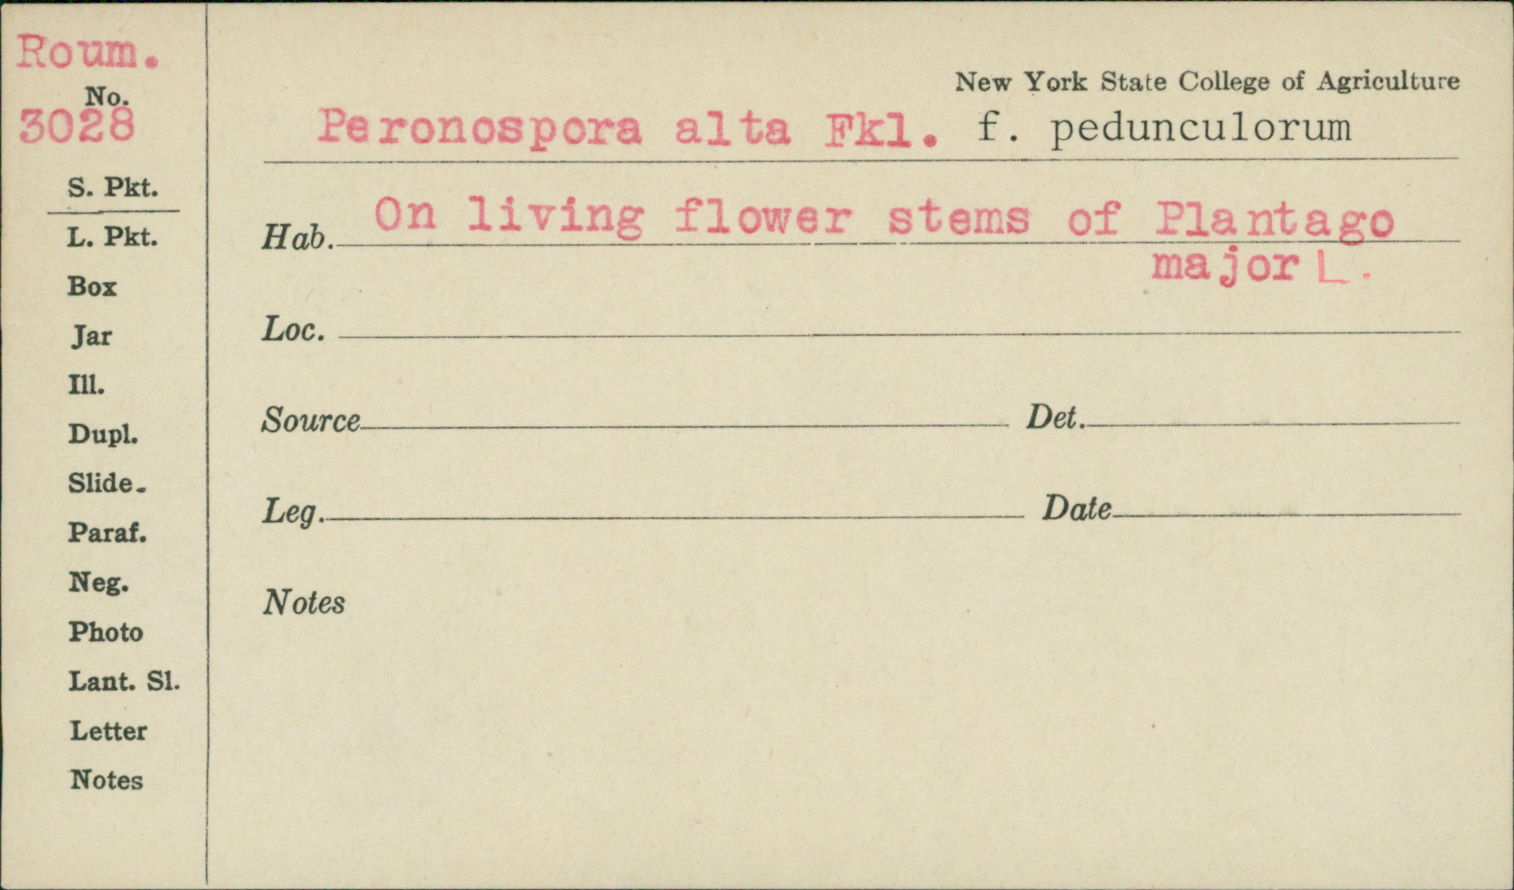 Roum.
No.
3028
S. Pkt.
L. Pkt.
Box
Jar
Ill.
Dupl.
Slide.
Paraf.
Neg.
Photo
Lant. Sl.
Letter
Notes
New York State College of Agriculture
Peronospora alta Fkl. f. pedunculorum
Hab. On living flower stems of Plantago
major L.
Loc.
Source Det.
Leg. Date
Notes